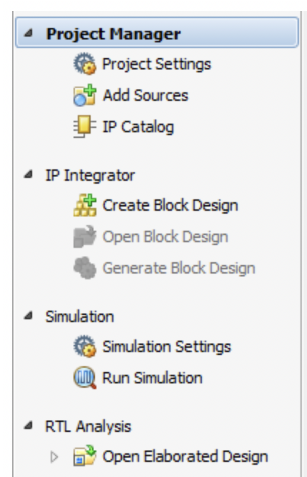 Project Manager
Project Settings
Add Sources
IP Catalog
IP Integrator
Create Block Design
Open Block Design
Generate Block Design
Simulation
Simulation Settings
Run Simulation
RTL Analysis
Open Elaborated Design